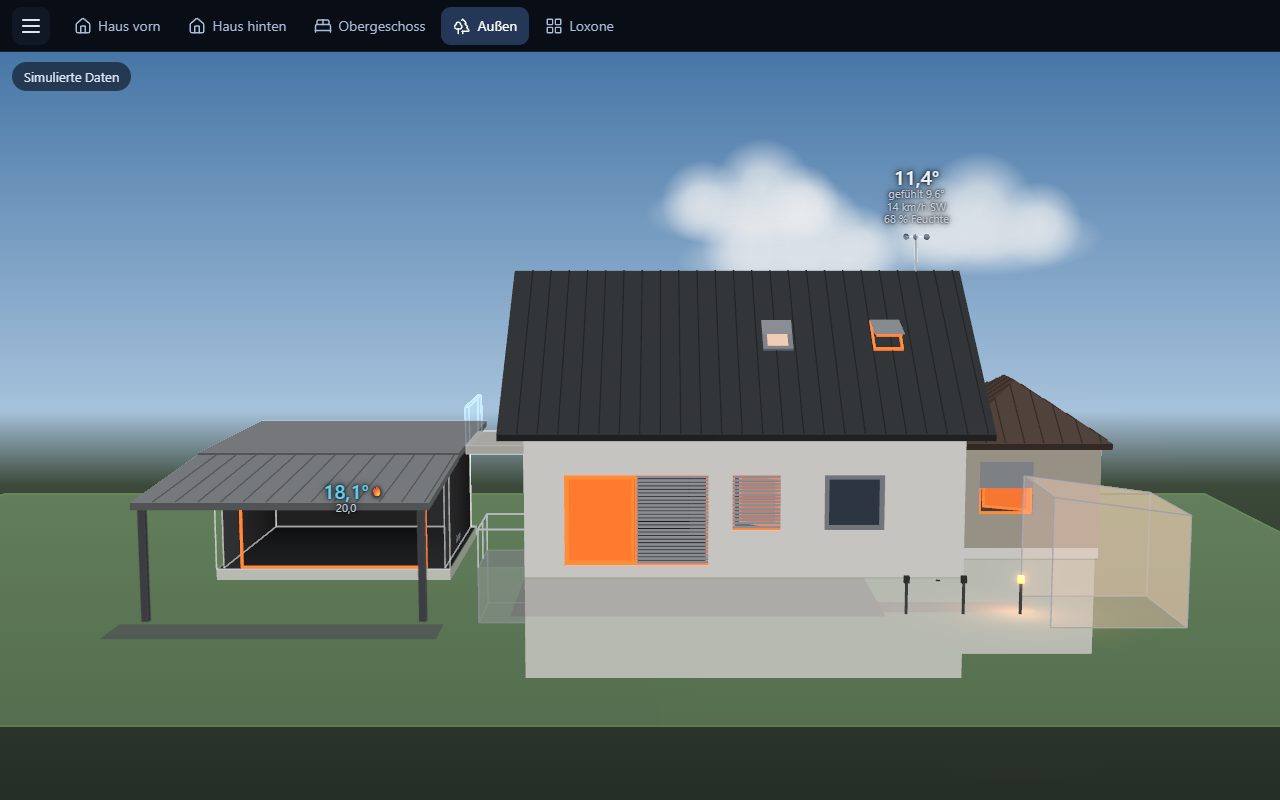 Haus vorn
Haus hinten
Obergeschoss
Außen
Loxone
Simulierte Daten
11,4°
gefühlt 9,6°
14 km/h SW
68 % Feuchte
18,1°
20,0